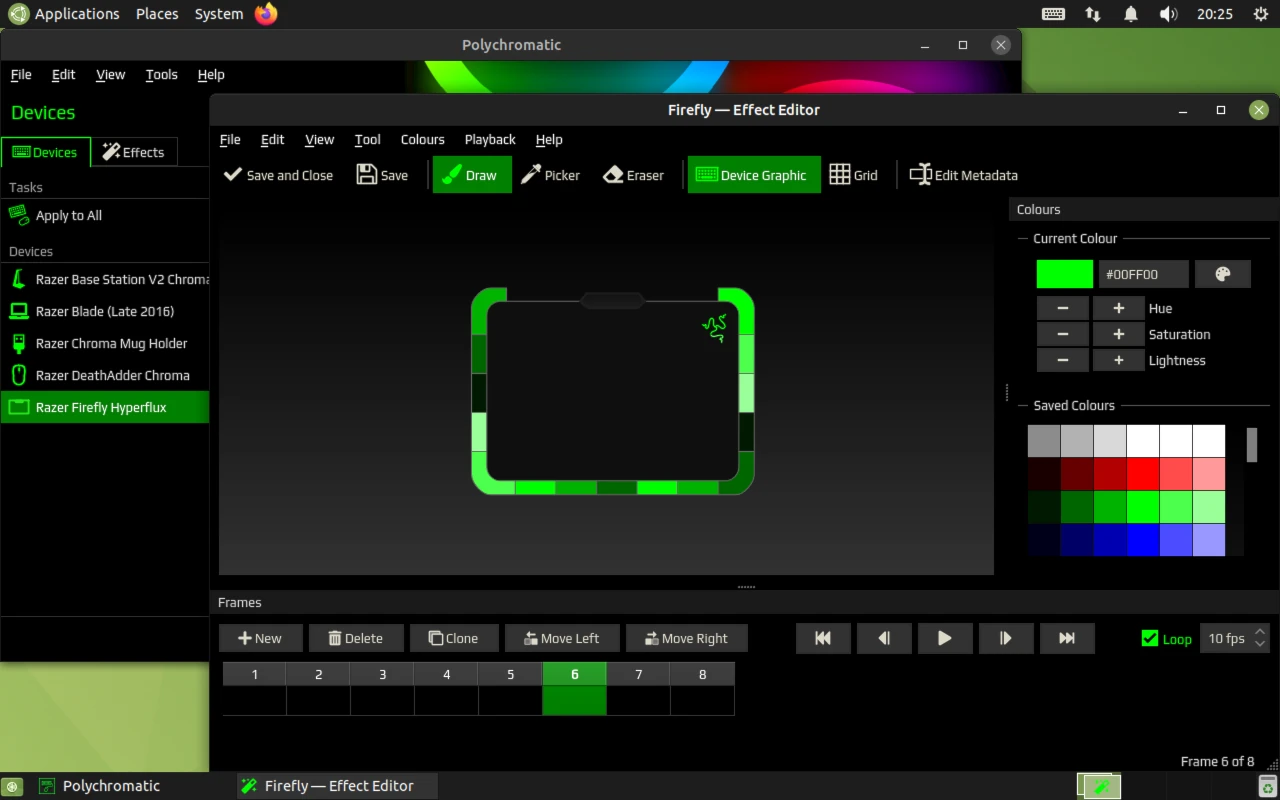 Applications Places System 20:25
Polychromatic
File Edit View Tools Help
Devices
Devices Effects
Tasks
Apply to All
Devices
Razer Base Station V2 Chroma
Razer Blade (Late 2016)
Razer Chroma Mug Holder
Razer DeathAdder Chroma
Razer Firefly Hyperflux
Firefly — Effect Editor
File Edit View Tool Colours Playback Help
Save and Close Save Draw Picker Eraser Device Graphic Grid Edit Metadata
Colours
Current Colour
#00FF00
Hue
Saturation
Lightness
Saved Colours
Frames
New Delete Clone Move Left Move Right Loop 10 fps
1 2 3 4 5 6 7 8
Frame 6 of 8
Polychromatic Firefly — Effect Editor